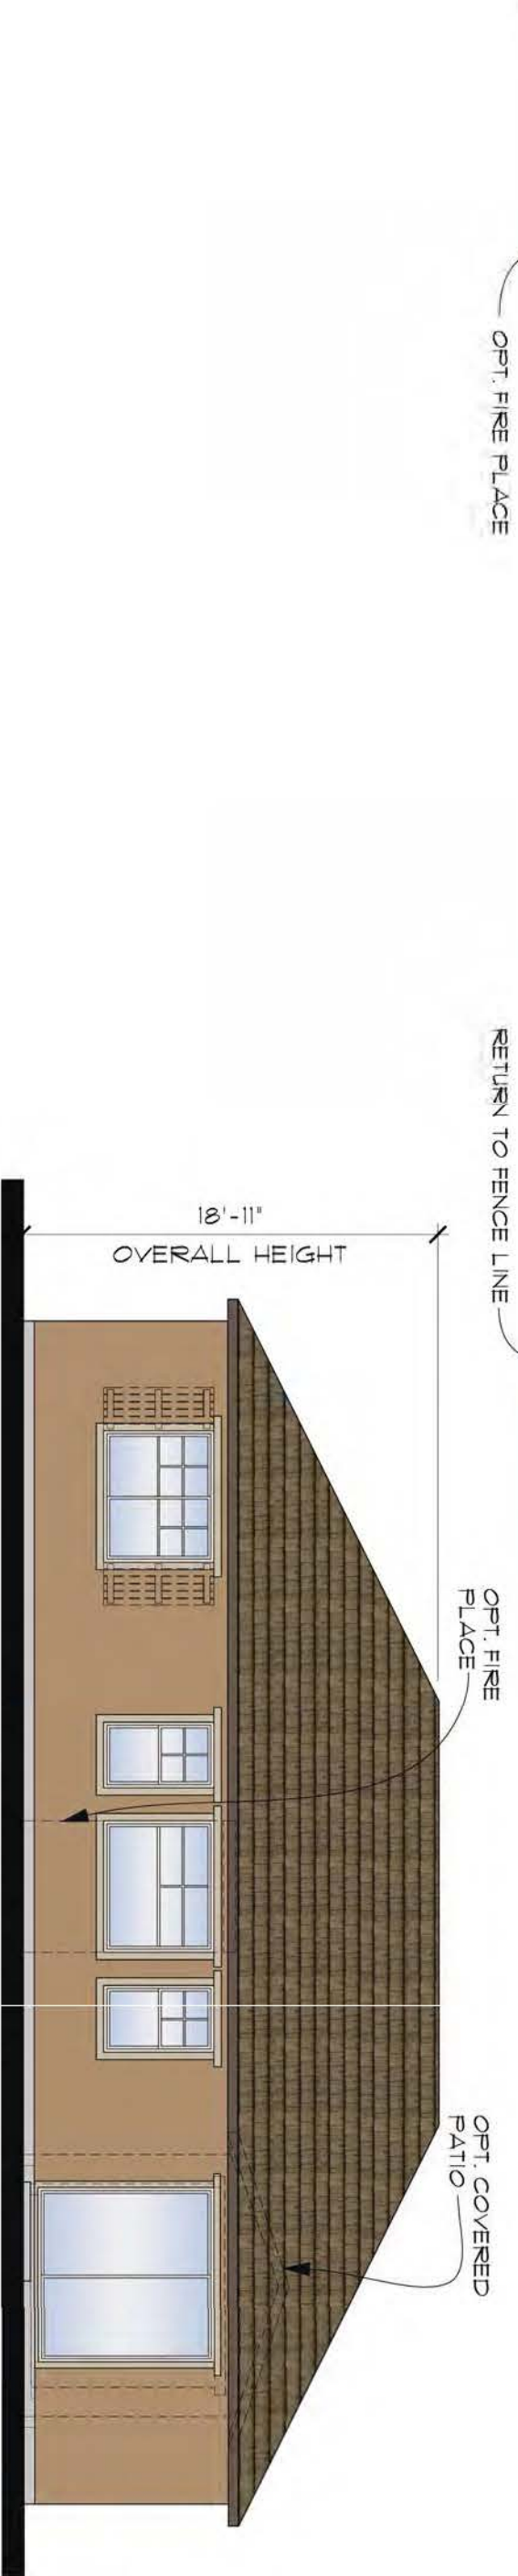 OPT. FIRE PLACE
RETURN TO FENCE LINE
18'-11"
OVERALL HEIGHT
OPT. FIRE
PLACE
OPT. COVERED
PATIO